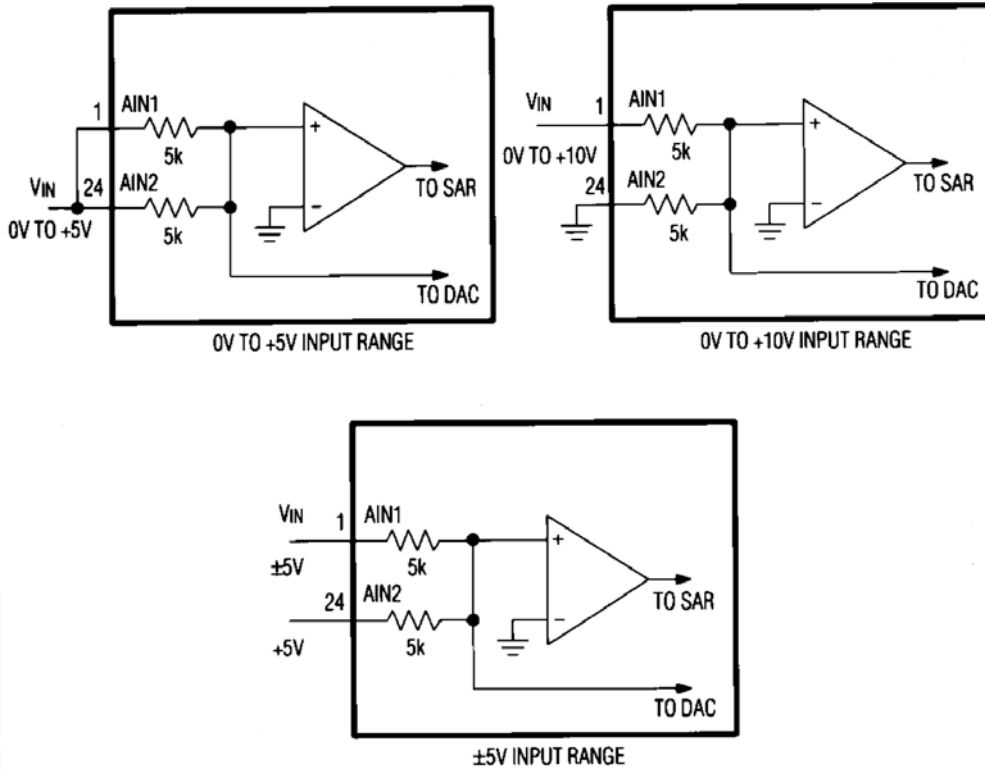 1
AIN1
5k
VIN
24
AIN2
0V TO +5V
5k
+
−
TO SAR
TO DAC
0V TO +5V INPUT RANGE
VIN
1
AIN1
0V TO +10V
5k
24
AIN2
5k
+
−
TO SAR
TO DAC
0V TO +10V INPUT RANGE
VIN
1
AIN1
±5V
5k
24
AIN2
+5V
5k
+
−
TO SAR
TO DAC
±5V INPUT RANGE